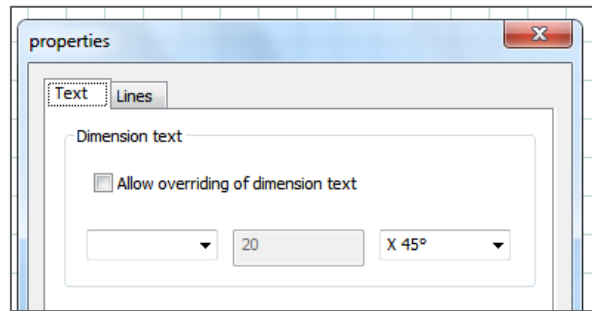 properties
Text Lines
Dimension text
Allow overriding of dimension text
20 X 45°